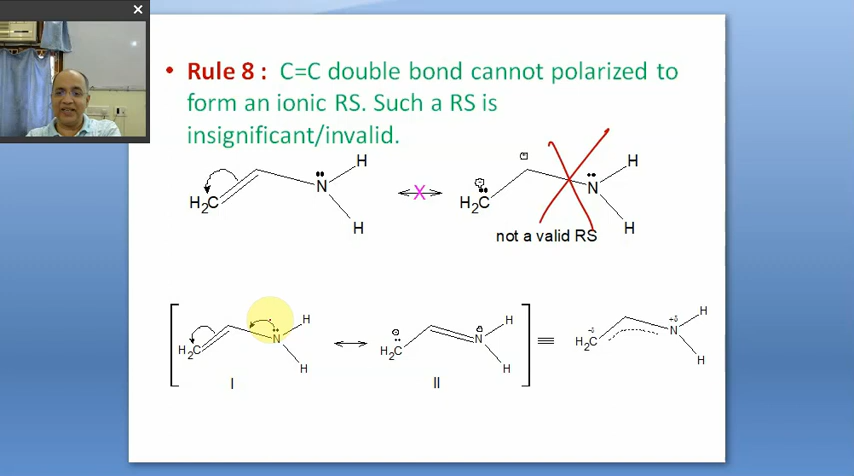 • Rule 8 : C=C double bond cannot polarized to
form an ionic RS. Such a RS is
insignificant/invalid.
H₂C N H H X H₂C N H H
not a valid RS
H₂C N H H H₂C N H H H₂C -δ N +δ H H
I II